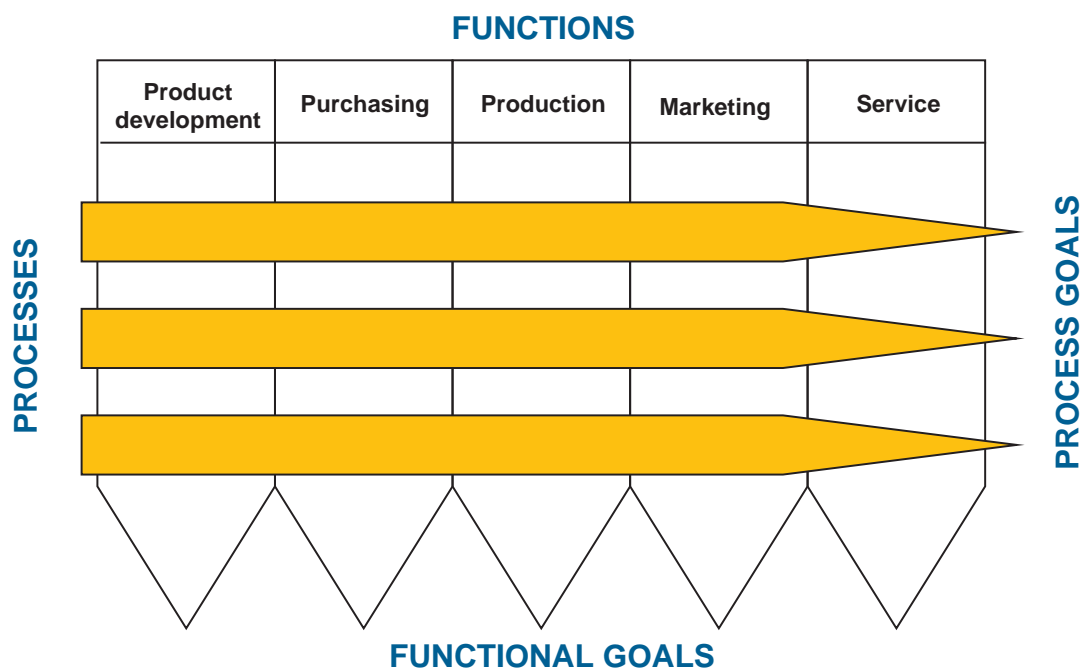 FUNCTIONS
Product
development
Purchasing
Production
Marketing
Service
PROCESSES
PROCESS GOALS
FUNCTIONAL GOALS